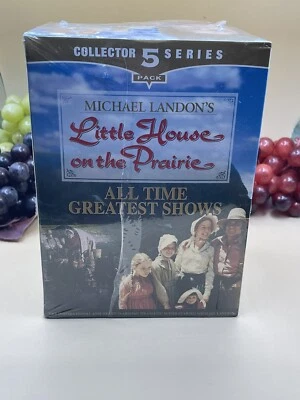 COLLECTOR 5 SERIES
PACK
MICHAEL LANDON'S
Little House
on the Prairie
ALL TIME
GREATEST SHOWS